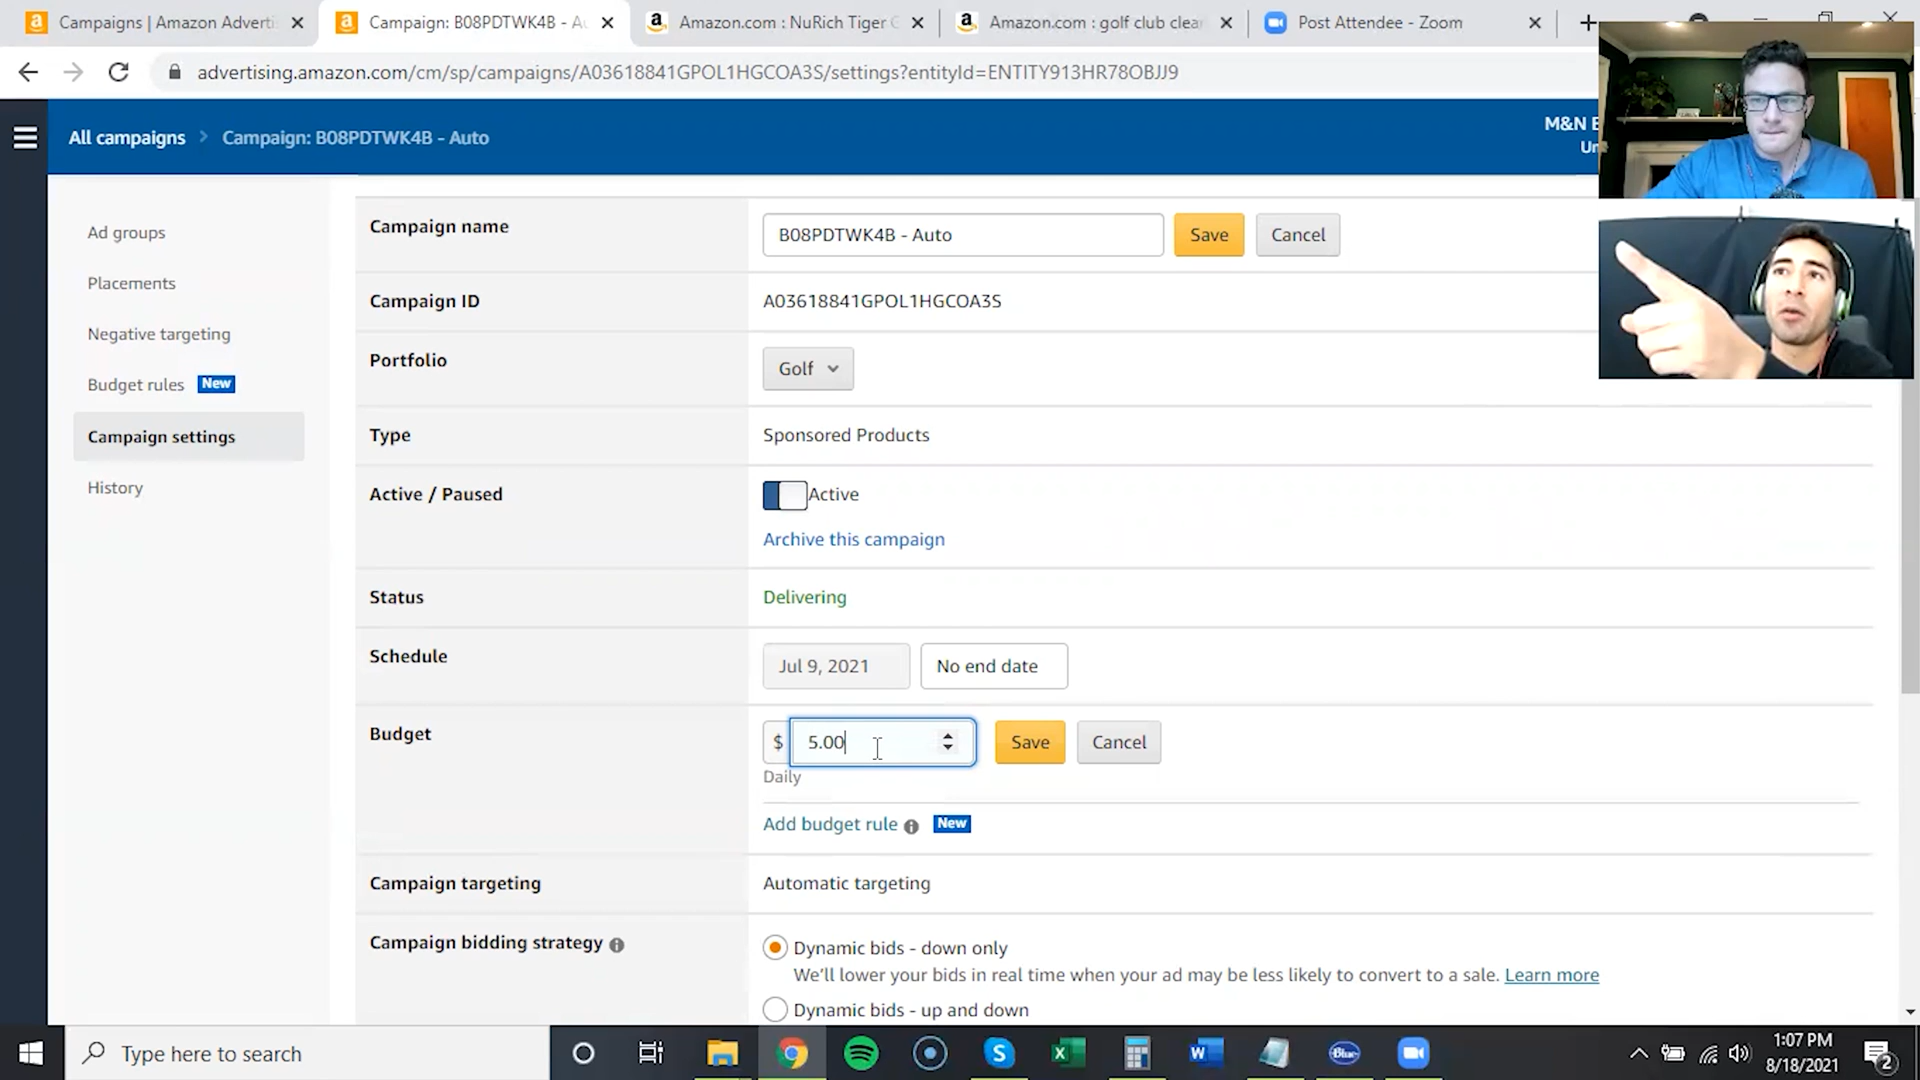 Campaigns | Amazon Adverti
Campaign: B08PDTWK4B - Au
Amazon.com : NuRich Tiger G
Amazon.com : golf club clea
Post Attendee - Zoom
advertising.amazon.com/cm/sp/campaigns/A03618841GPOL1HGCOA3S/settings?entityId=ENTITY913HR78OBJJ9
All campaigns > Campaign: B08PDTWK4B - Auto
M&N E
Un
Ad groups
Placements
Negative targeting
Budget rules New
Campaign settings
History
Campaign name
B08PDTWK4B - Auto
Save
Cancel
Campaign ID
A03618841GPOL1HGCOA3S
Portfolio
Golf
Type
Sponsored Products
Active / Paused
Active
Archive this campaign
Status
Delivering
Schedule
Jul 9, 2021
No end date
Budget
$ 5.00
Save
Cancel
Daily
Add budget rule New
Campaign targeting
Automatic targeting
Campaign bidding strategy
Dynamic bids - down only
We'll lower your bids in real time when your ad may be less likely to convert to a sale. Learn more
Dynamic bids - up and down
Type here to search
Blue
1:07 PM
8/18/2021
2